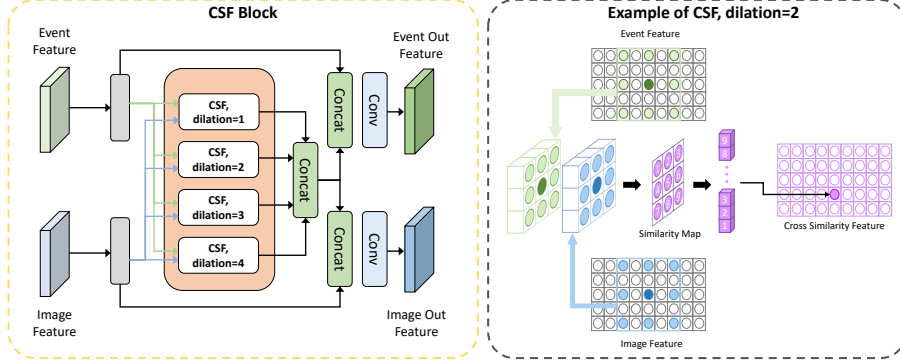 CSF Block
Event
Feature
Event Out
Feature
CSF,
dilation=1
CSF,
dilation=2
CSF,
dilation=3
CSF,
dilation=4
Concat
Concat
Conv
Concat
Conv
Image
Feature
Image Out
Feature
Example of CSF, dilation=2
Event Feature
9
8
3
2
1
Similarity Map
Cross Similarity Feature
Image Feature